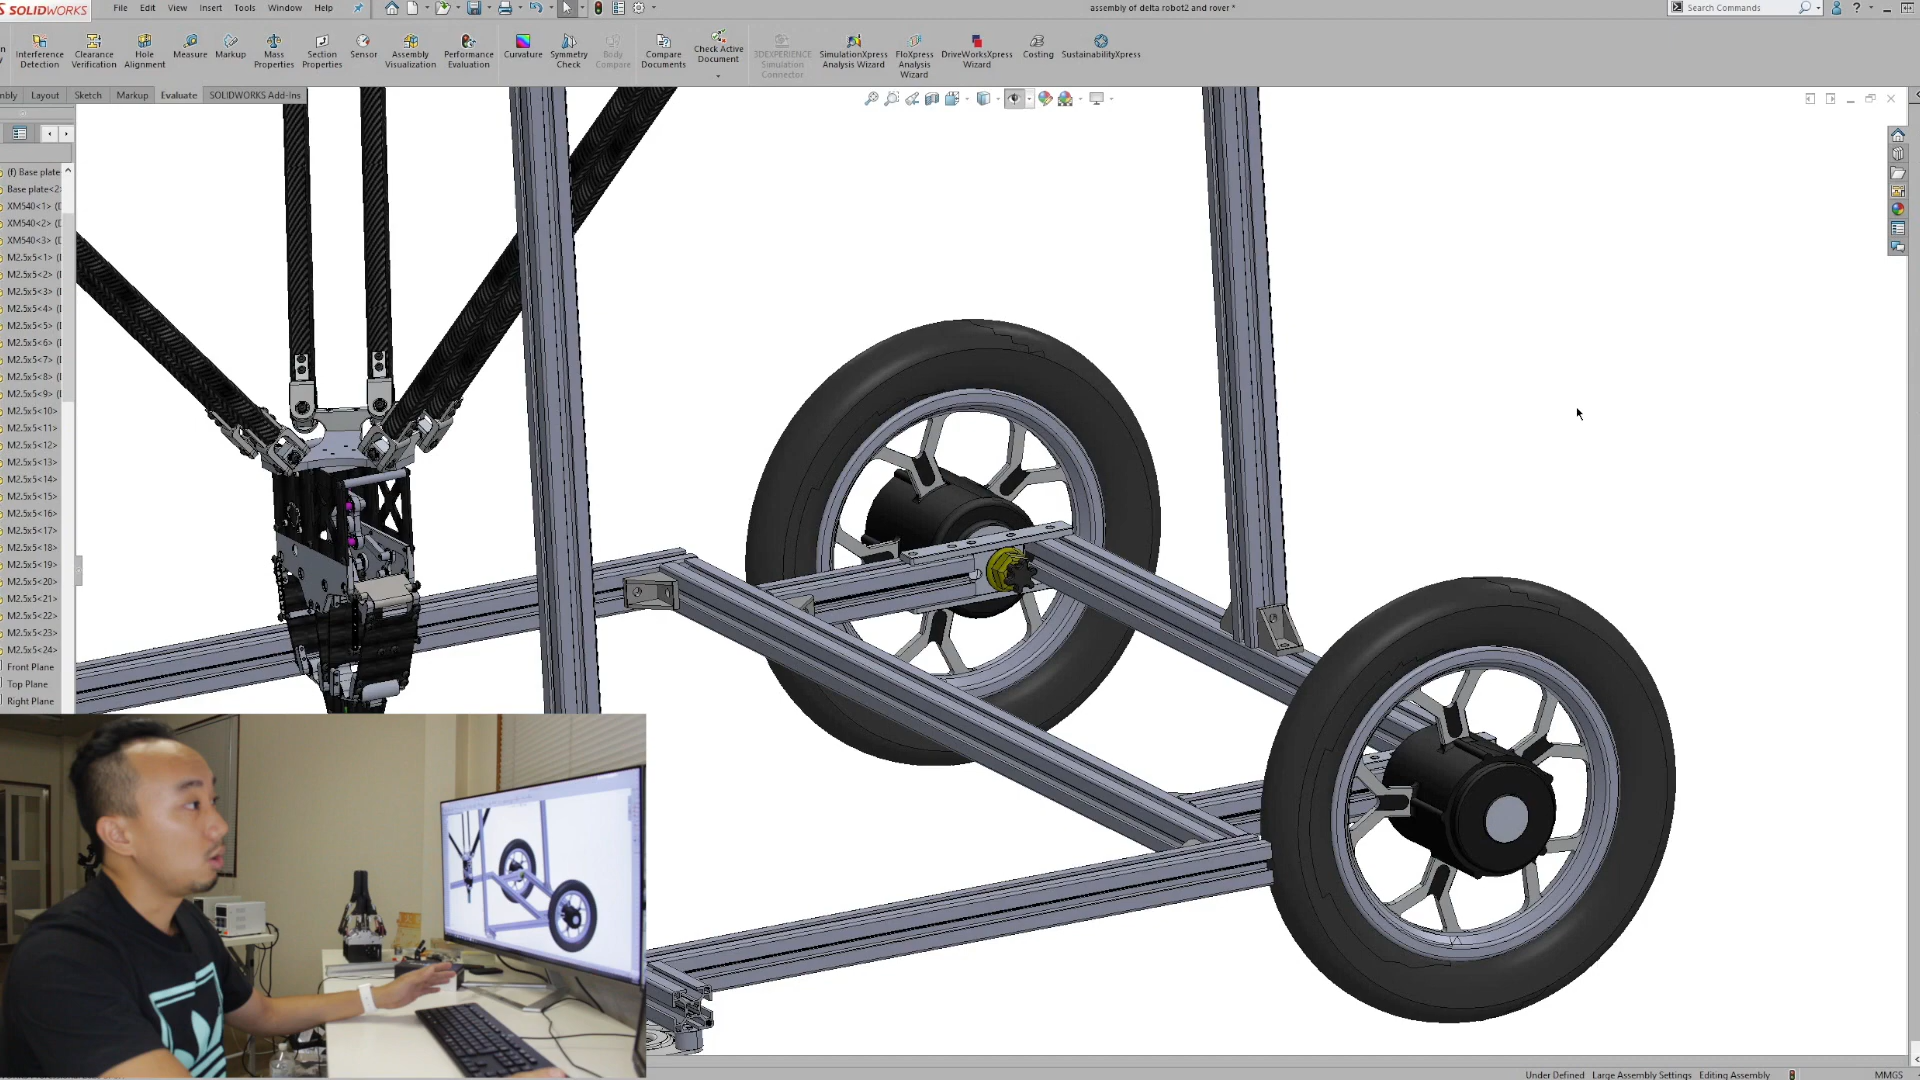 SOLIDWORKS
File Edit View Insert Tools Window Help
assembly of delta robot2 and rover *
Search Commands
Interference Detection
Clearance Verification
Hole Alignment
Measure
Markup
Mass Properties
Section Properties
Sensor
Assembly Visualization
Performance Evaluation
Curvature
Symmetry Check
Body Compare
Compare Documents
Check Active Document
3DEXPERIENCE Simulation Connector
SimulationXpress Analysis Wizard
FloXpress Analysis Wizard
DriveWorksXpress Wizard
Costing
SustainabilityXpress
Layout Sketch Markup Evaluate SOLIDWORKS Add-Ins
(f) Base plate
Base plate<2>
XM540<1> (
XM540<2> (
XM540<3> (
M2.5x5<1> (
M2.5x5<2> (
M2.5x5<3> (
M2.5x5<4> (
M2.5x5<5> (
M2.5x5<6> (
M2.5x5<7> (
M2.5x5<8> (
M2.5x5<9> (
M2.5x5<10>
M2.5x5<11>
M2.5x5<12>
M2.5x5<13>
M2.5x5<14>
M2.5x5<15>
M2.5x5<16>
M2.5x5<17>
M2.5x5<18>
M2.5x5<19>
M2.5x5<20>
M2.5x5<21>
M2.5x5<22>
M2.5x5<23>
M2.5x5<24>
Front Plane
Top Plane
Right Plane
Under Defined Large Assembly Settings Editing Assembly MMGS